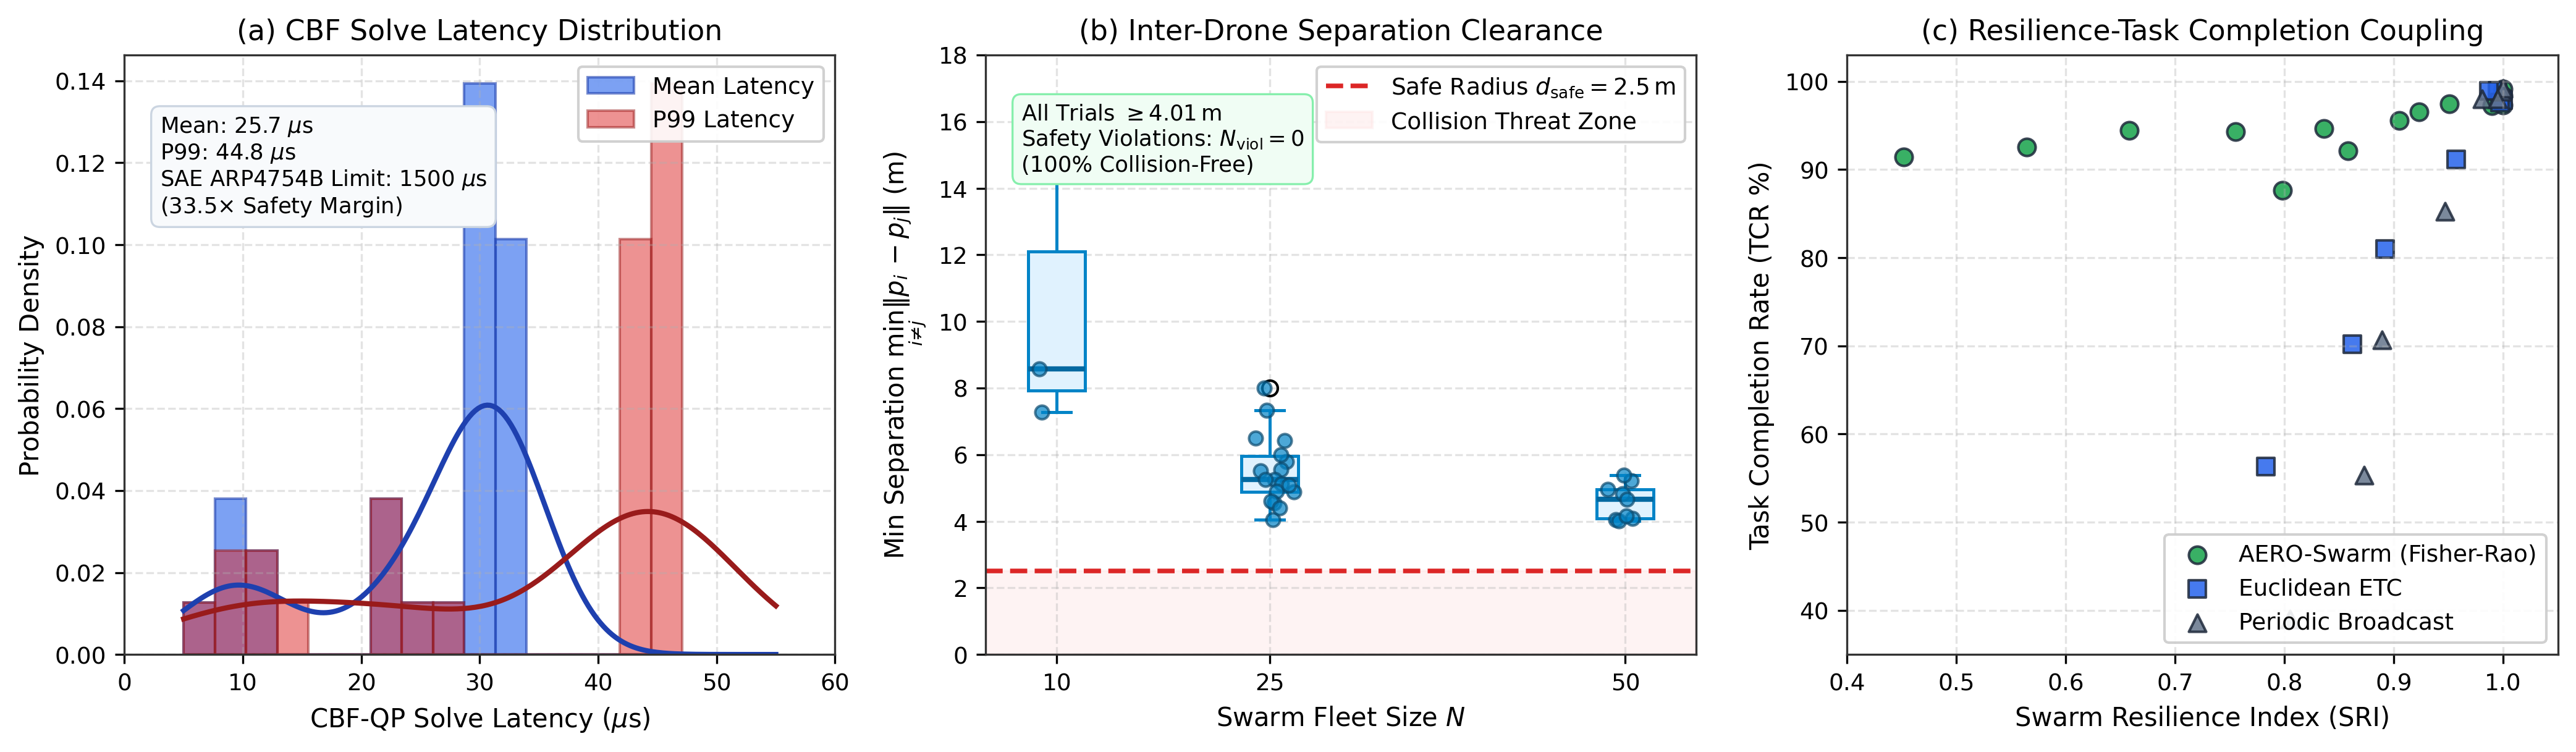 (a) CBF Solve Latency Distribution
Probability Density
0.14
0.12
0.10
0.08
0.06
0.04
0.02
0.00
Mean: 25.7 μs
P99: 44.8 μs
SAE ARP4754B Limit: 1500 μs
(33.5× Safety Margin)
Mean Latency
P99 Latency
0 10 20 30 40 50 60
CBF-QP Solve Latency (μs)
(b) Inter-Drone Separation Clearance
Min Separation min i≠j ‖p_i − p_j‖ (m)
18
16
14
12
10
8
6
4
2
0
All Trials ≥ 4.01 m
Safety Violations: N_viol = 0
(100% Collision-Free)
Safe Radius d_safe = 2.5 m
Collision Threat Zone
10 25 50
Swarm Fleet Size N
(c) Resilience-Task Completion Coupling
Task Completion Rate (TCR %)
100
90
80
70
60
50
40
AERO-Swarm (Fisher-Rao)
Euclidean ETC
Periodic Broadcast
0.4 0.5 0.6 0.7 0.8 0.9 1.0
Swarm Resilience Index (SRI)